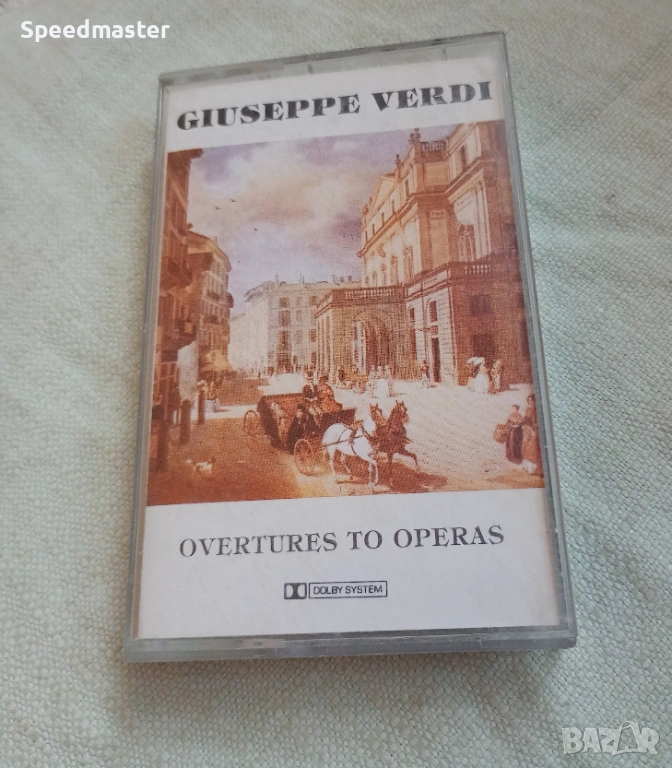 Speedmaster
GIUSEPPE VERDI
OVERTURES TO OPERAS
DOLBY SYSTEM
BAZAR